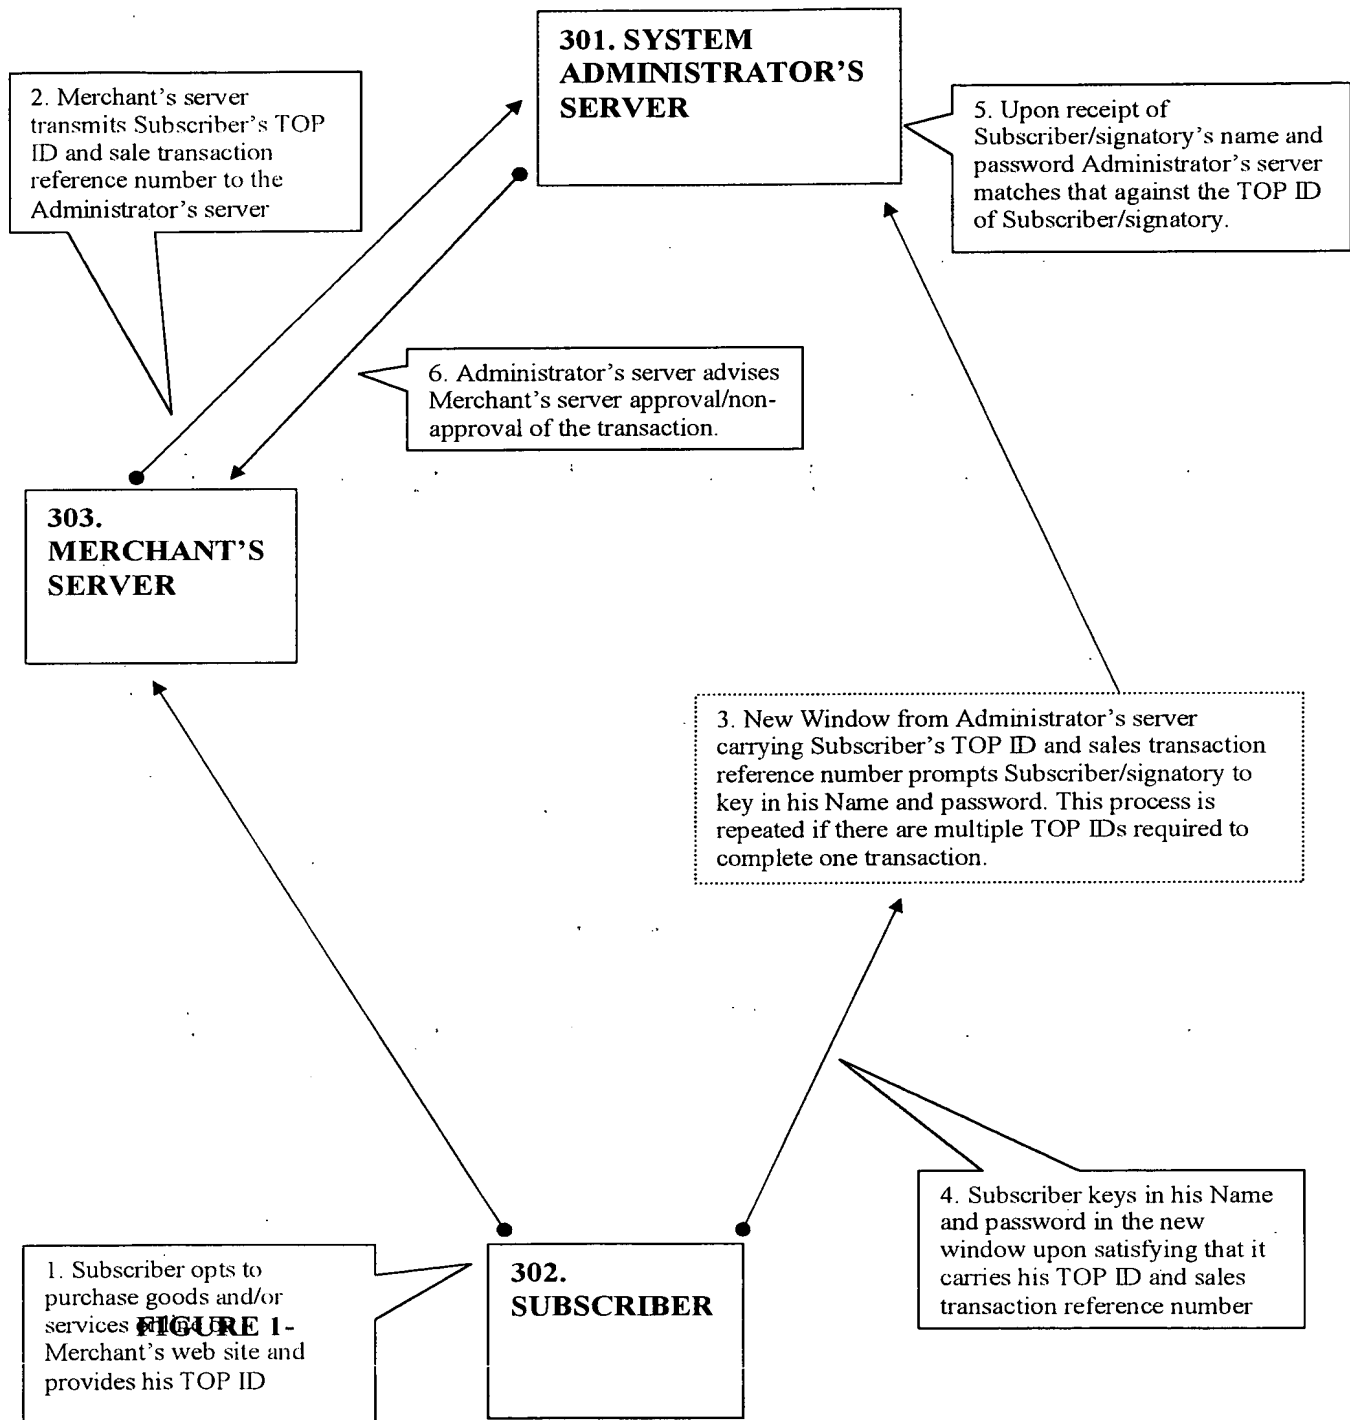 301. SYSTEM
ADMINISTRATOR'S
SERVER
2. Merchant's server
transmits Subscriber's TOP
ID and sale transaction
reference number to the
Administrator's server
5. Upon receipt of
Subscriber/signatory's name and
password Administrator's server
matches that against the TOP ID
of Subscriber/signatory.
6. Administrator's server advises
Merchant's server approval/non-
approval of the transaction.
303.
MERCHANT'S
SERVER
3. New Window from Administrator's server
carrying Subscriber's TOP ID and sales transaction
reference number prompts Subscriber/signatory to
key in his Name and password. This process is
repeated if there are multiple TOP IDs required to
complete one transaction.
4. Subscriber keys in his Name
and password in the new
window upon satisfying that it
carries his TOP ID and sales
transaction reference number
1. Subscriber opts to
purchase goods and/or
services
Merchant's web site and
provides his TOP ID
FIGURE 1-
302.
SUBSCRIBER